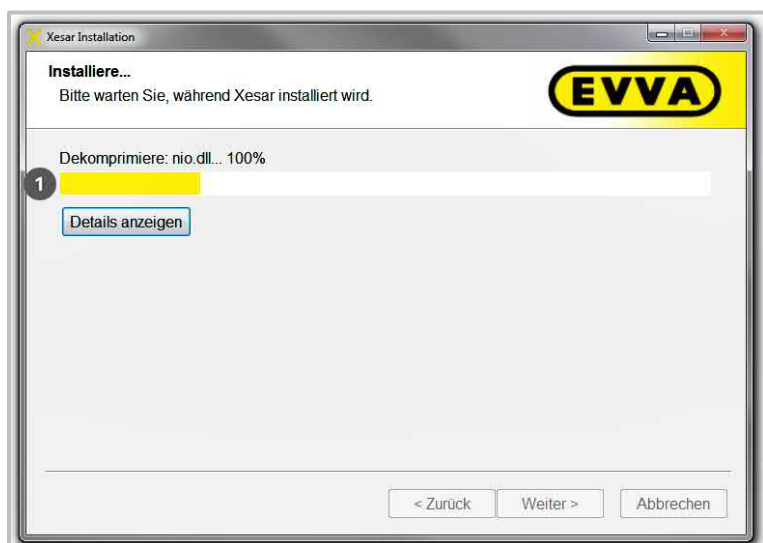 Xesar Installation
Installiere...
Bitte warten Sie, während Xesar installiert wird.
EVVA
Dekomprimiere: nio.dll... 100%
1
Details anzeigen
< Zurück
Weiter >
Abbrechen